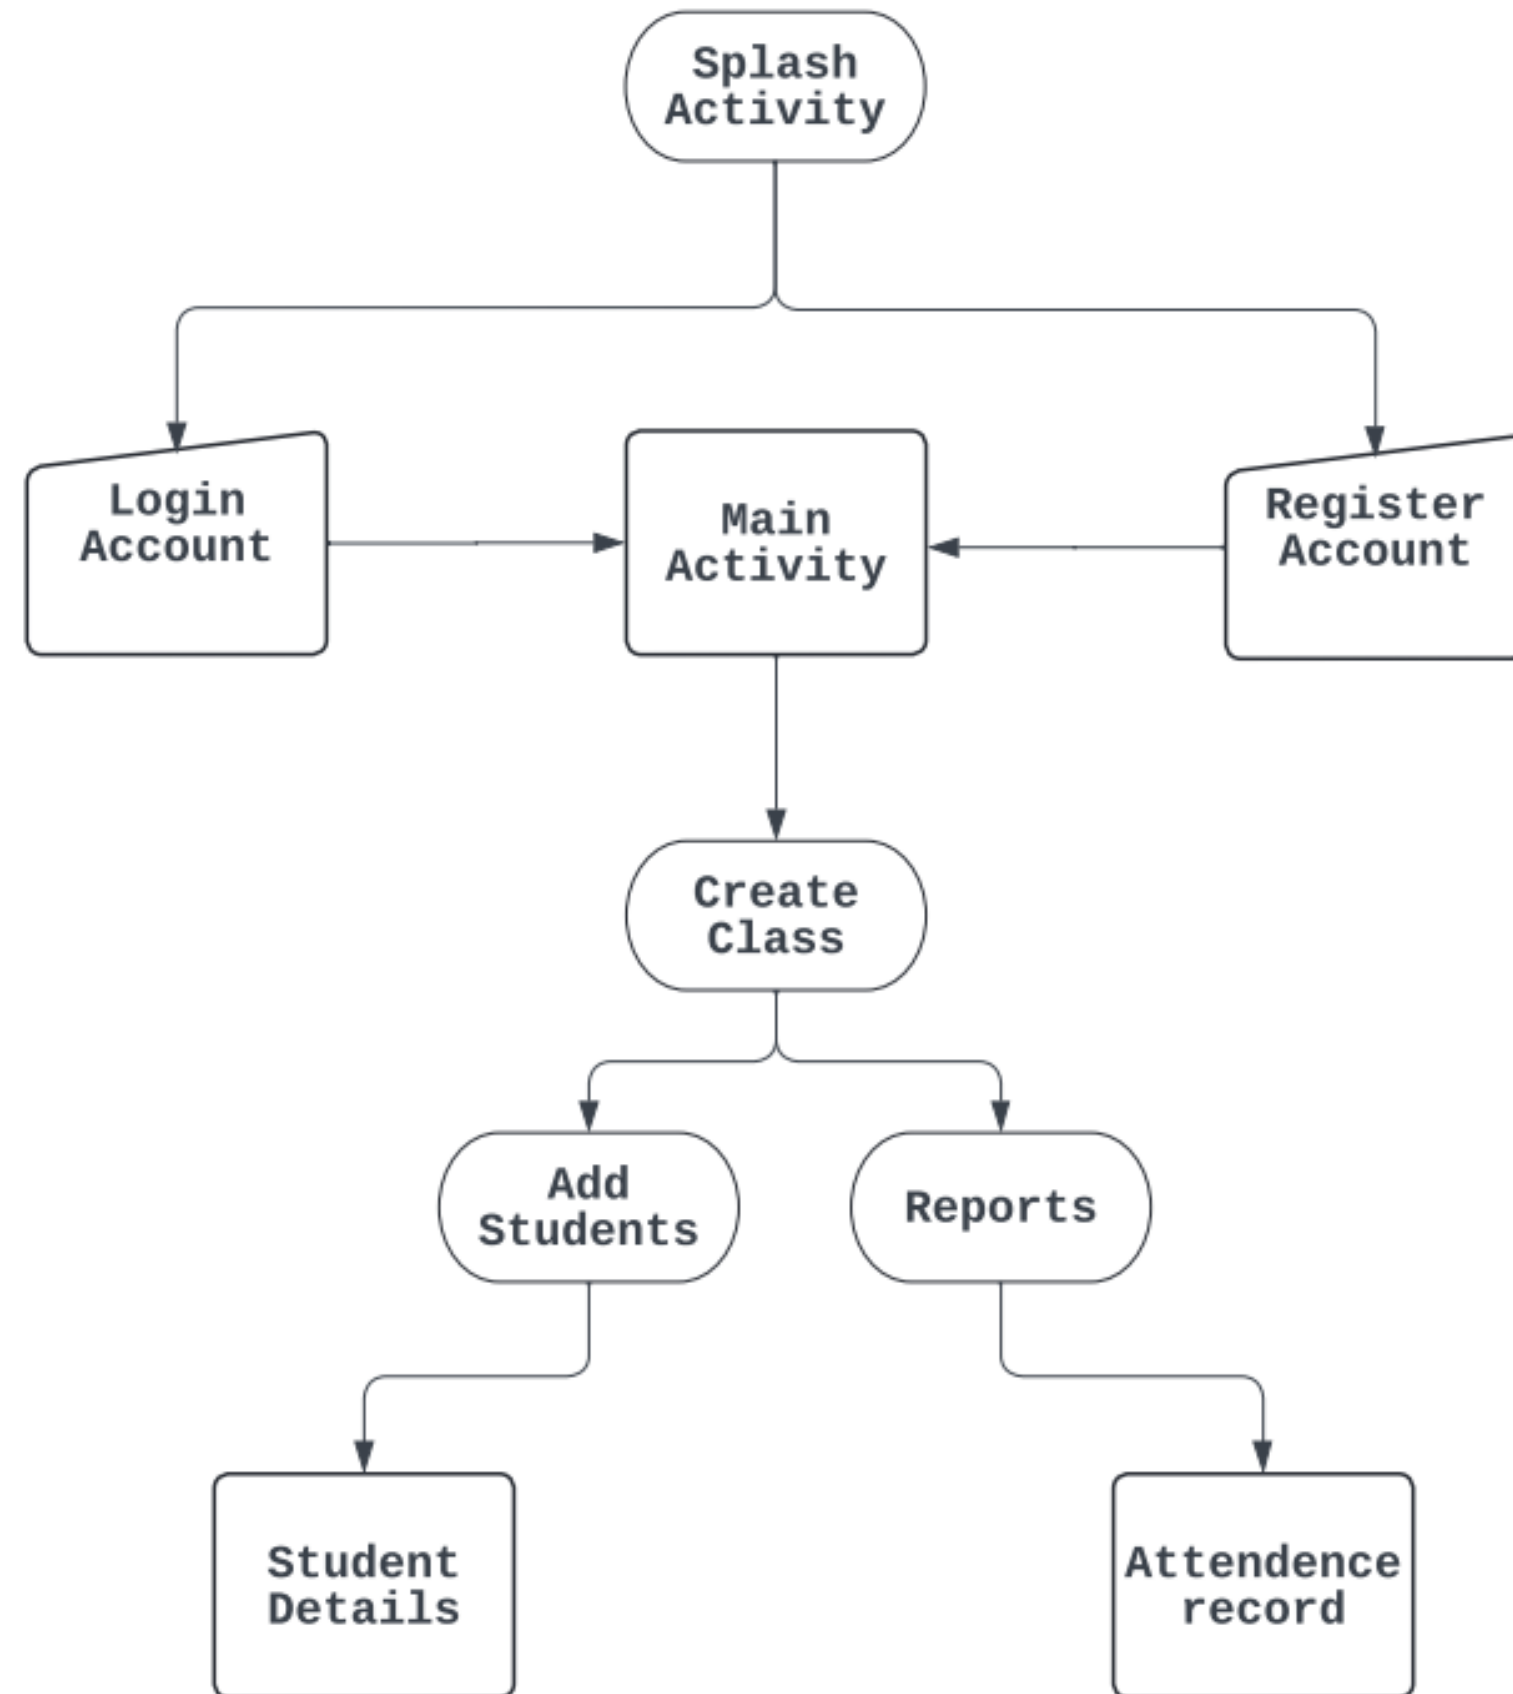 Splash
Activity
Login
Account
Main
Activity
Register
Account
Create
Class
Add
Students
Reports
Student
Details
Attendence
record